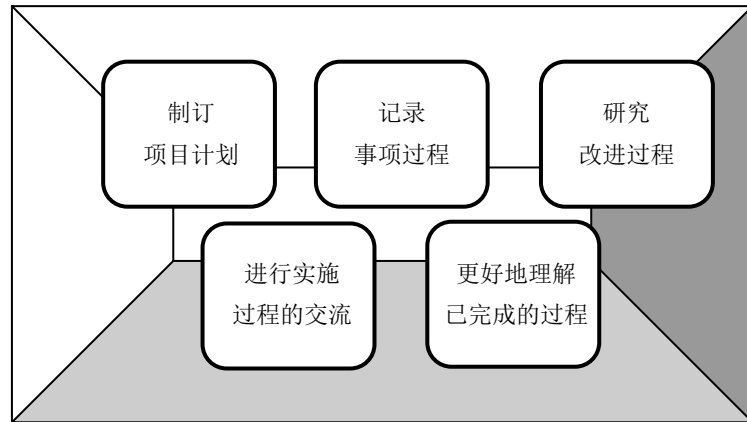 制订
项目计划
记录
事项过程
研究
改进过程
进行实施
过程的交流
更好地理解
已完成的过程